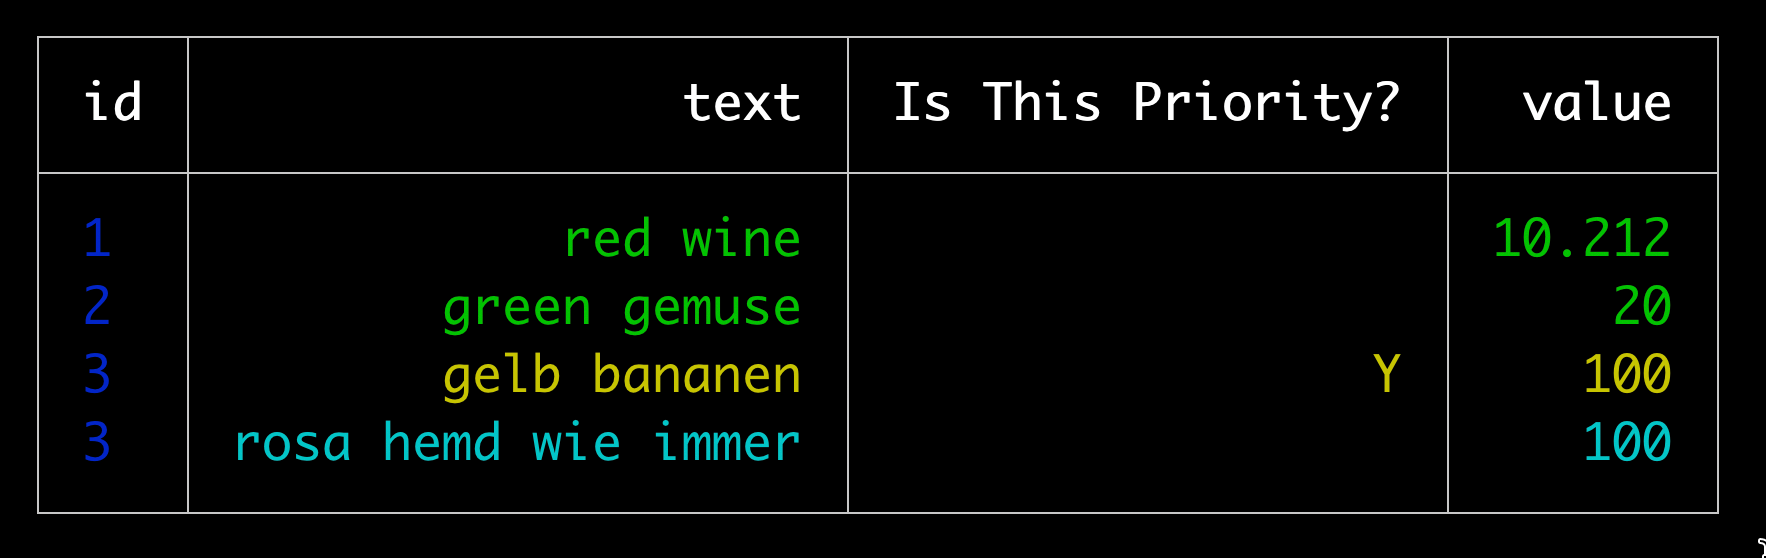 id text Is This Priority? value
1 red wine 10.212
2 green gemuse 20
3 gelb bananen Y 100
3 rosa hemd wie immer 100